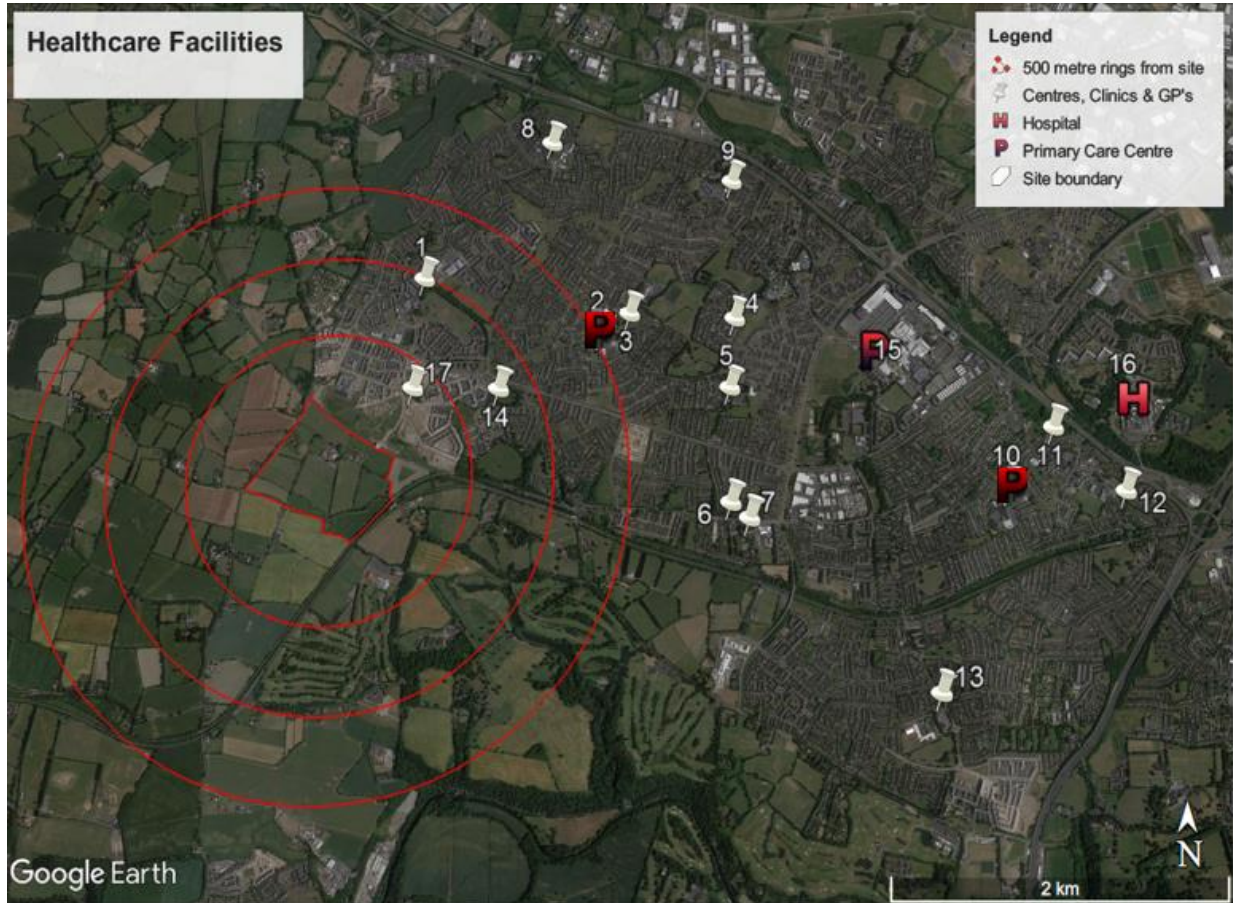 Healthcare Facilities
Legend
500 metre rings from site
Centres, Clinics & GP's
Hospital
Primary Care Centre
Site boundary
8
9
1
2
3
4
5
15
16
17
14
H
P
P
P
10
11
12
6
7
13
N
Google Earth
2 km